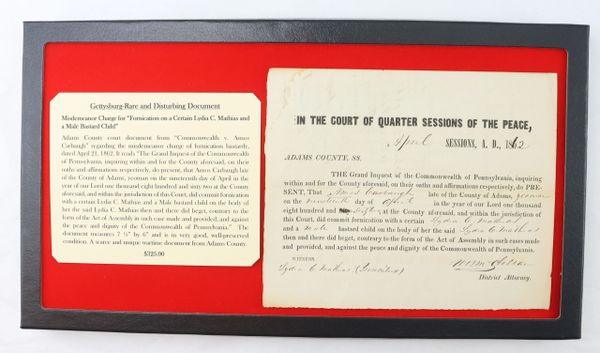 Gettysburg-Rare and Disturbing Document
Misdemeanor Charge for "Fornication on a Certain Lydia C. Mathias and
a Male Bastard Child"
Adams County court document from "Commonwealth v. Amos
Carbaugh" regarding the misdemeanor charge of fornication bastardy,
dated April 21, 1862. It reads "The Grand Inquest of the Commonwealth
of Pennsylvania, inquiring within and for the County aforesaid, on their
oaths and affirmations respectively, do present, that Amos Carbaugh late
of the County of Adams, yeoman on the nineteenth day of April in the
year of our Lord one thousand eight hundred and sixty two at the County
aforesaid, and within the jurisdiction of this Court, did commit fornication
with a certain Lydia C. Mathias and a Male bastard child on the body of
her the said Lydia C. Mathias then and there did beget, contrary to the
form of the Act of Assembly in such cases made and provided, and against
the peace and dignity of the Commonwealth of Pennsylvania." The
document measures 7 ½" by 6" and is in very good, well-preserved
condition. A scarce and unique wartime document from Adams County.
$325.00
IN THE COURT OF QUARTER SESSIONS OF THE PEACE,
April SESSIONS, A. D., 1862
ADAMS COUNTY, SS.
THE Grand Inquest of the Commonwealth of Pennsylvania, inquiring
within and for the County aforesaid, on their oaths and affirmations respectively, do PRE-
SENT, That Amos Carbaugh late of the County of Adams, yeoman
on the nineteenth day of April in the year of our Lord one thousand
eight hundred and sixty, at the County aforesaid, and within the jurisdiction of
this Court, did commit fornication with a certain Lydia C Mathias
and a male bastard child on the body of her the said Lydia C Mathias
then and there did beget, contrary to the form of the Act of Assembly in such cases made
and provided, and against the peace and dignity of the Commonwealth of Pennsylvania.
WITNESS.
Lydia C Mathias (Prosecutrix)
District Attorney.